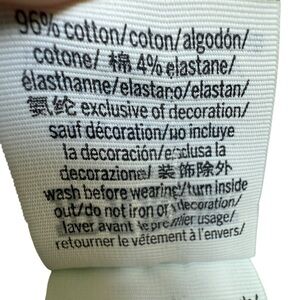 96% cotton/coton/algodón/
cotone/ 棉 4% elastane/
élasthanne/elastano/elastan/
氨纶 exclusive of decoration/
sauf décoration/no incluye
la decoración/esclusa la
decorazione/ 装饰除外
wash before wearing/turn inside
out/do not iron on decoration/
laver avant le premier usage/
retourner le vêtement à l'envers/